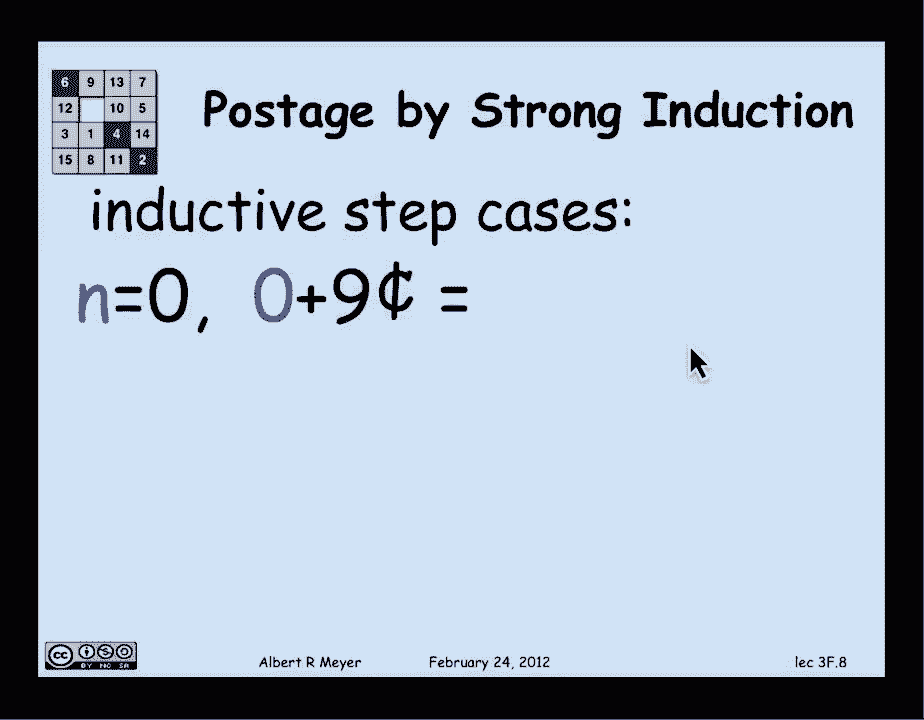 6 9 13 7
12 10 5
3 1 4 14
15 8 11 2
Postage by Strong Induction
inductive step cases:
n=0, 0+9¢ =
cc BY NC SA
Albert R Meyer February 24, 2012 lec 3F.8